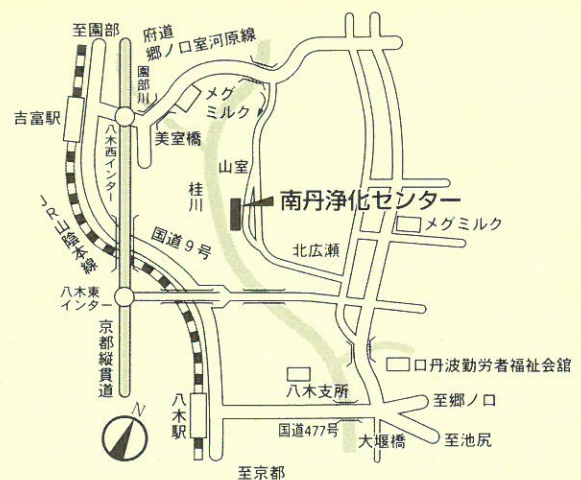 至園部
府道
郷ノ口室河原線
園部川
メグ
ミルク
吉富駅
美室橋
八木西インター
山室
桂川
南丹浄化センター
メグミルク
JR山陰本線
国道9号
北広瀬
八木東
インター
京都縦貫道
口丹波勤労者福祉会館
八木支所
至郷ノ口
八木駅
N
国道477号
大堰橋
至池尻
至京都